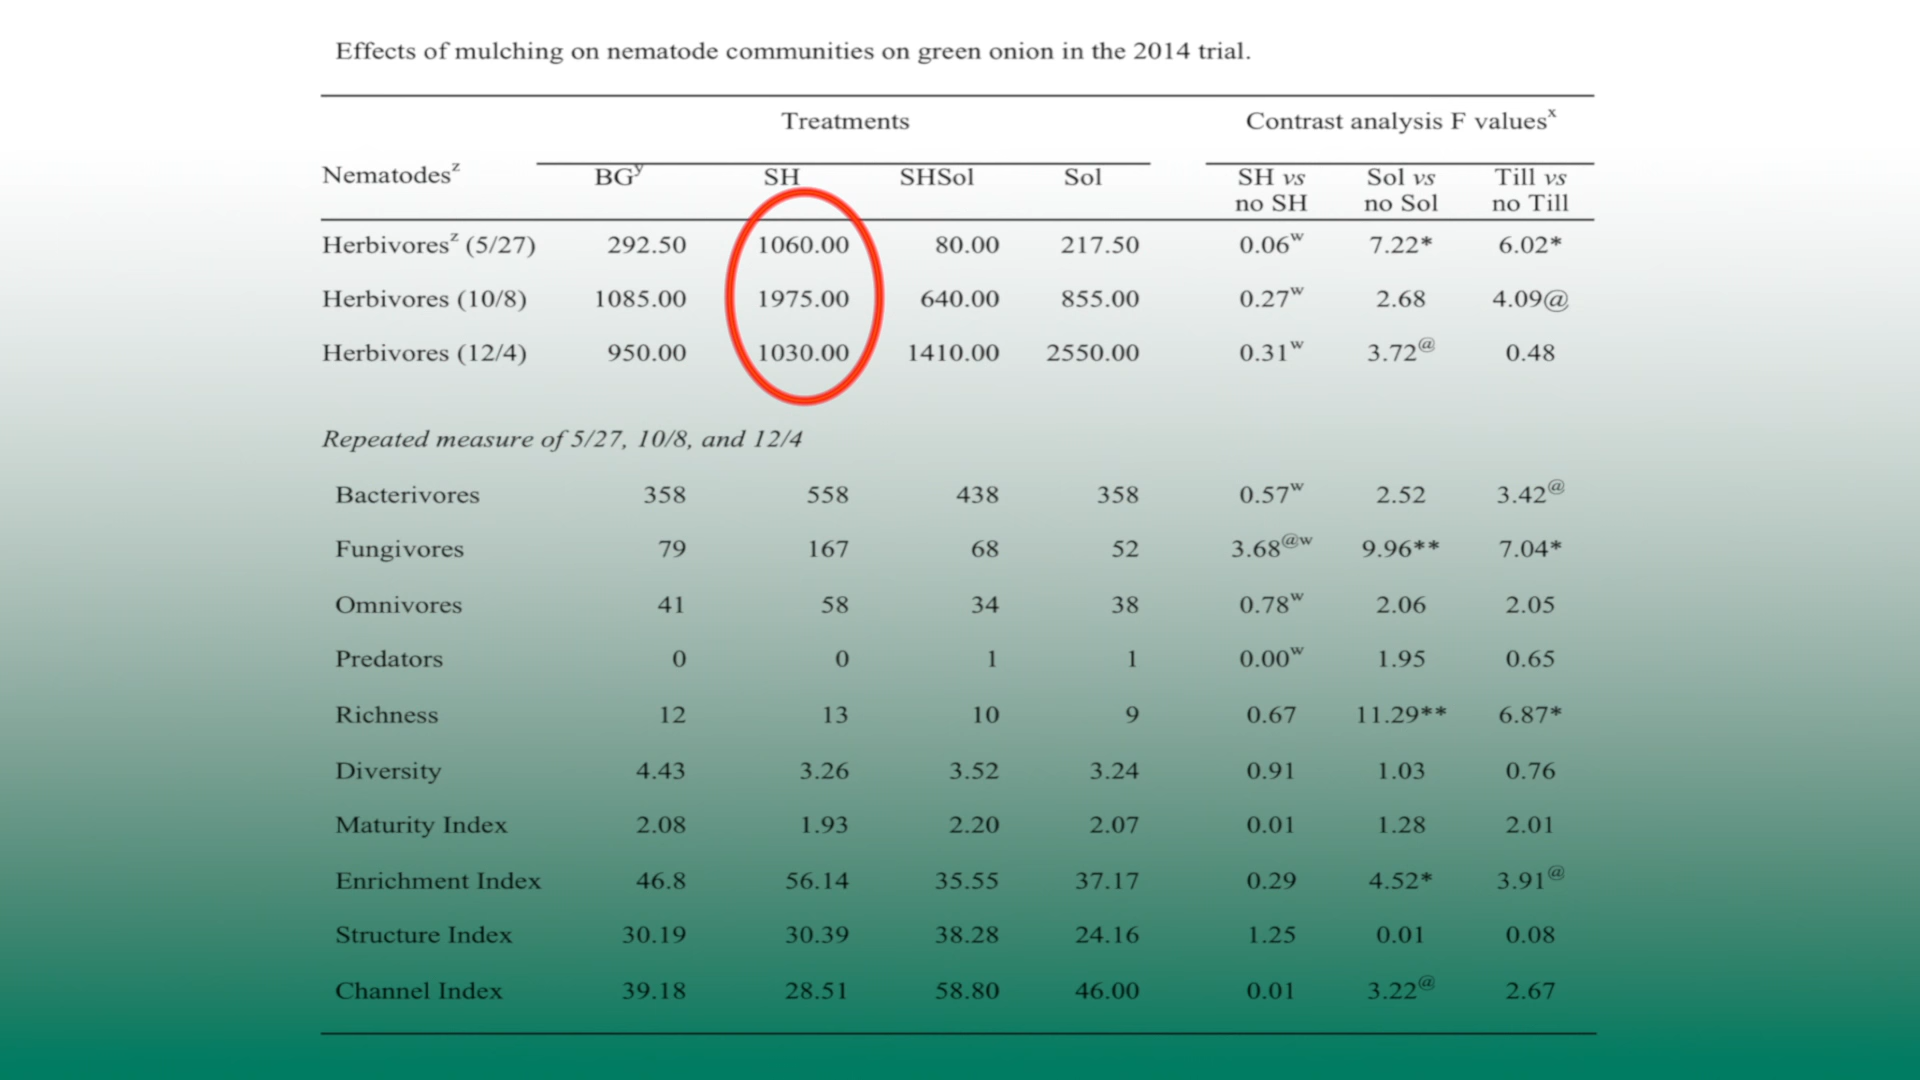 Effects of mulching on nematode communities on green onion in the 2014 trial.
Treatments Contrast analysis F valuesˣ
Nematodesᶻ BGʸ SH SHSol Sol SH vs no SH Sol vs no Sol Till vs no Till
Herbivoresᶻ (5/27) 292.50 1060.00 80.00 217.50 0.06ʷ 7.22* 6.02*
Herbivores (10/8) 1085.00 1975.00 640.00 855.00 0.27ʷ 2.68 4.09@
Herbivores (12/4) 950.00 1030.00 1410.00 2550.00 0.31ʷ 3.72@ 0.48
Repeated measure of 5/27, 10/8, and 12/4
Bacterivores 358 558 438 358 0.57ʷ 2.52 3.42@
Fungivores 79 167 68 52 3.68@ʷ 9.96** 7.04*
Omnivores 41 58 34 38 0.78ʷ 2.06 2.05
Predators 0 0 1 1 0.00ʷ 1.95 0.65
Richness 12 13 10 9 0.67 11.29** 6.87*
Diversity 4.43 3.26 3.52 3.24 0.91 1.03 0.76
Maturity Index 2.08 1.93 2.20 2.07 0.01 1.28 2.01
Enrichment Index 46.8 56.14 35.55 37.17 0.29 4.52* 3.91@
Structure Index 30.19 30.39 38.28 24.16 1.25 0.01 0.08
Channel Index 39.18 28.51 58.80 46.00 0.01 3.22@ 2.67